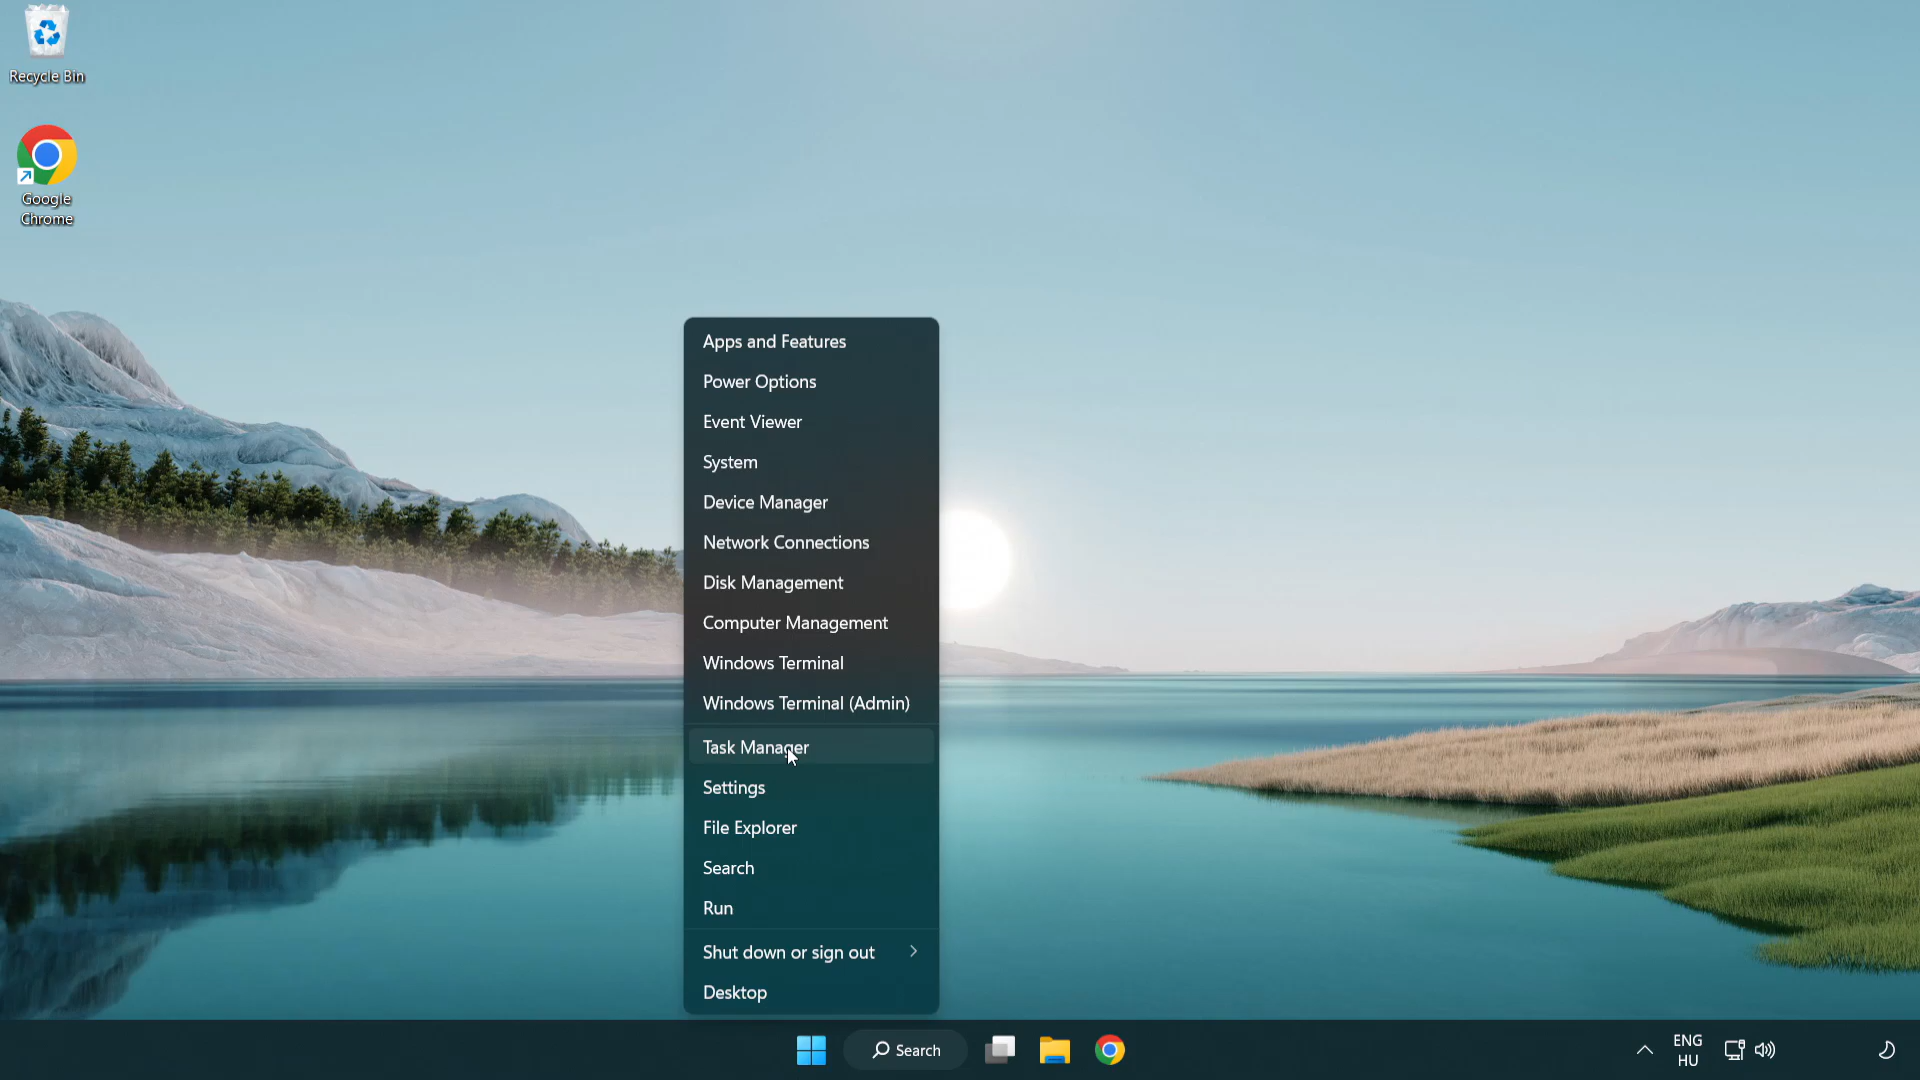 Recycle Bin
Google
Chrome
Apps and Features
Power Options
Event Viewer
System
Device Manager
Network Connections
Disk Management
Computer Management
Windows Terminal
Windows Terminal (Admin)
Task Manager
Settings
File Explorer
Search
Run
Shut down or sign out
Desktop
Search
ENG
HU